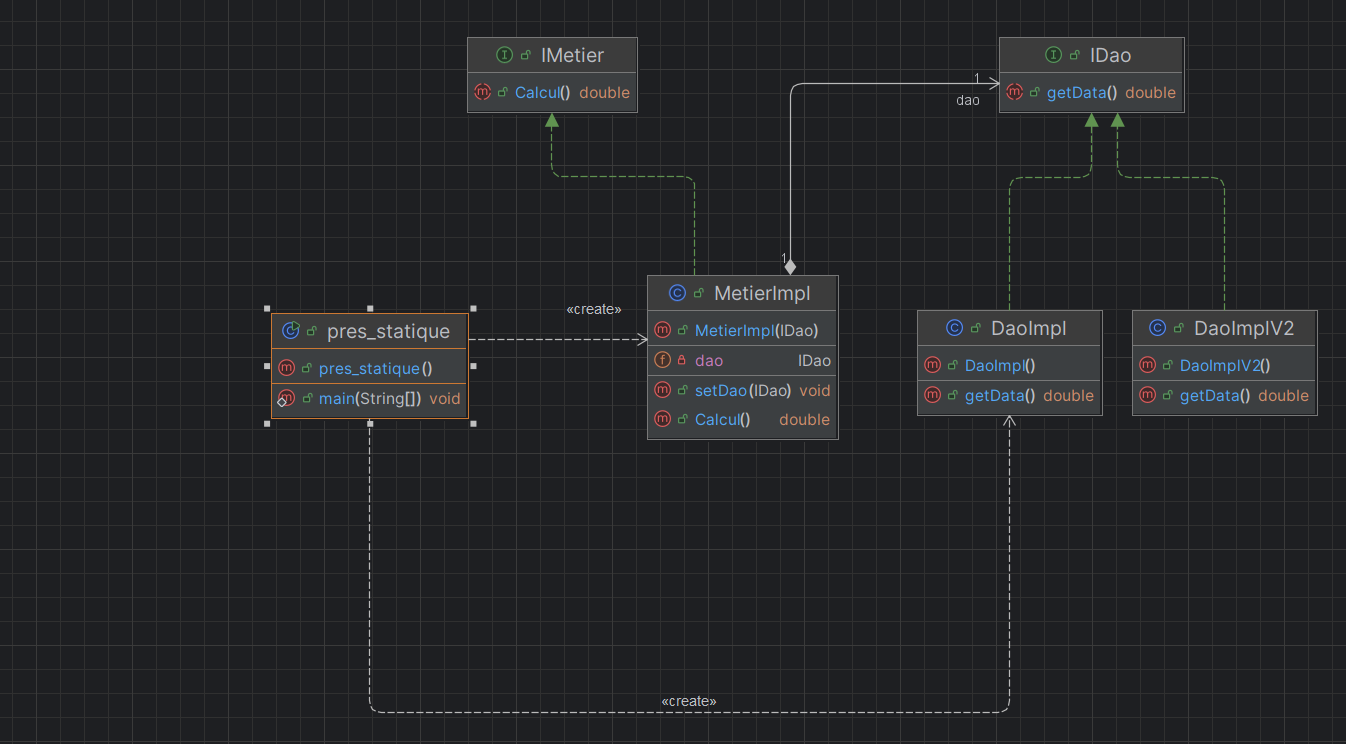 IMetier
Calcul() double
IDao
getData() double
1
dao
1
MetierImpl
MetierImpl(IDao)
dao IDao
setDao(IDao) void
Calcul() double
«create»
pres_statique
pres_statique()
main(String[]) void
DaoImpl
DaoImpl()
getData() double
DaoImplV2
DaoImplV2()
getData() double
«create»